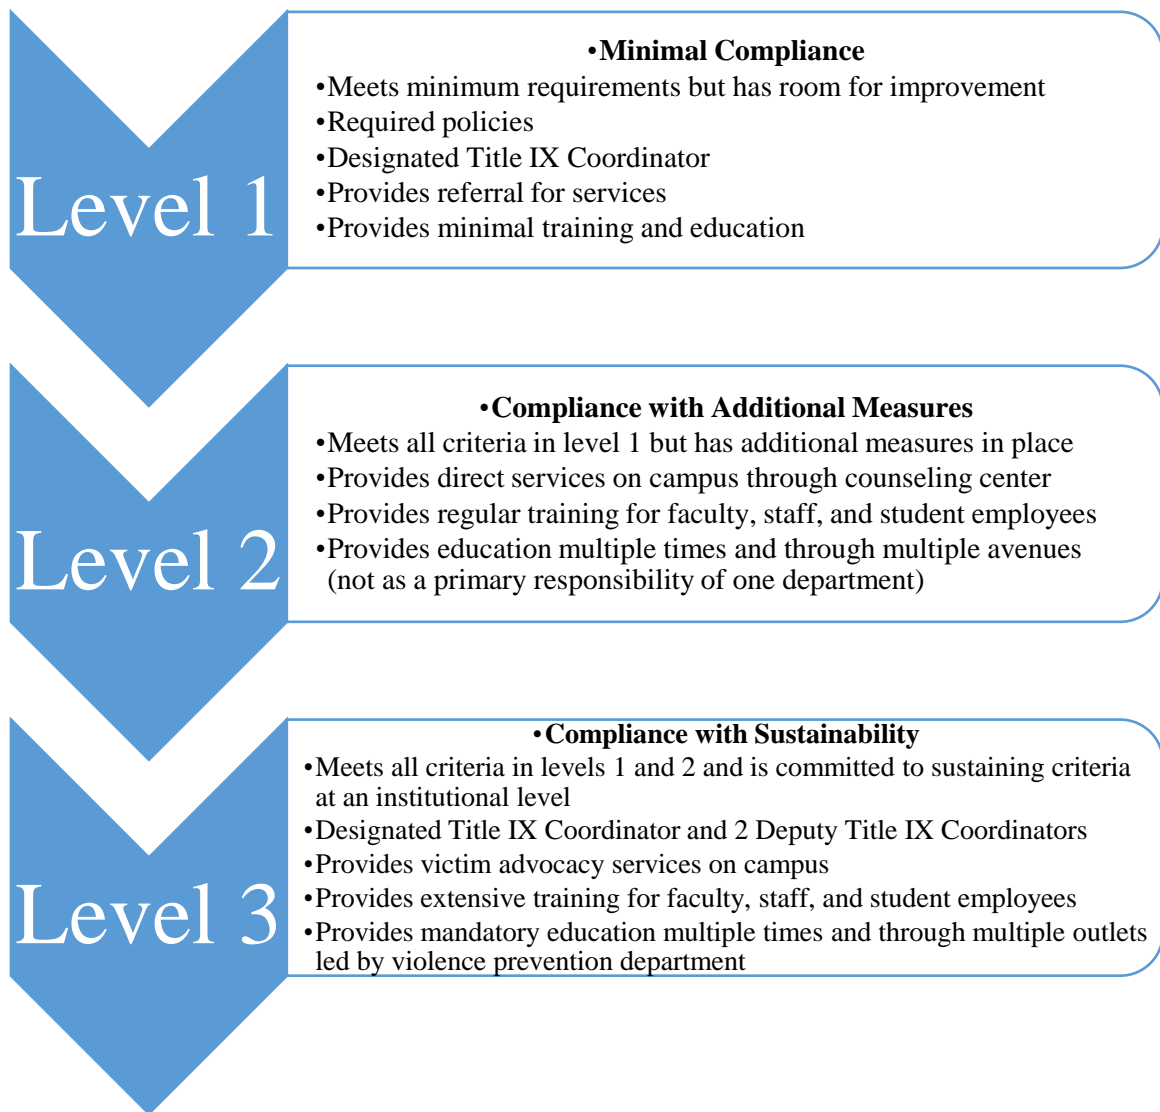 Level 1
•Minimal Compliance
•Meets minimum requirements but has room for improvement
•Required policies
•Designated Title IX Coordinator
•Provides referral for services
•Provides minimal training and education
Level 2
•Compliance with Additional Measures
•Meets all criteria in level 1 but has additional measures in place
•Provides direct services on campus through counseling center
•Provides regular training for faculty, staff, and student employees
•Provides education multiple times and through multiple avenues
(not as a primary responsibility of one department)
Level 3
•Compliance with Sustainability
•Meets all criteria in levels 1 and 2 and is committed to sustaining criteria
at an institutional level
•Designated Title IX Coordinator and 2 Deputy Title IX Coordinators
•Provides victim advocacy services on campus
•Provides extensive training for faculty, staff, and student employees
•Provides mandatory education multiple times and through multiple outlets
led by violence prevention department